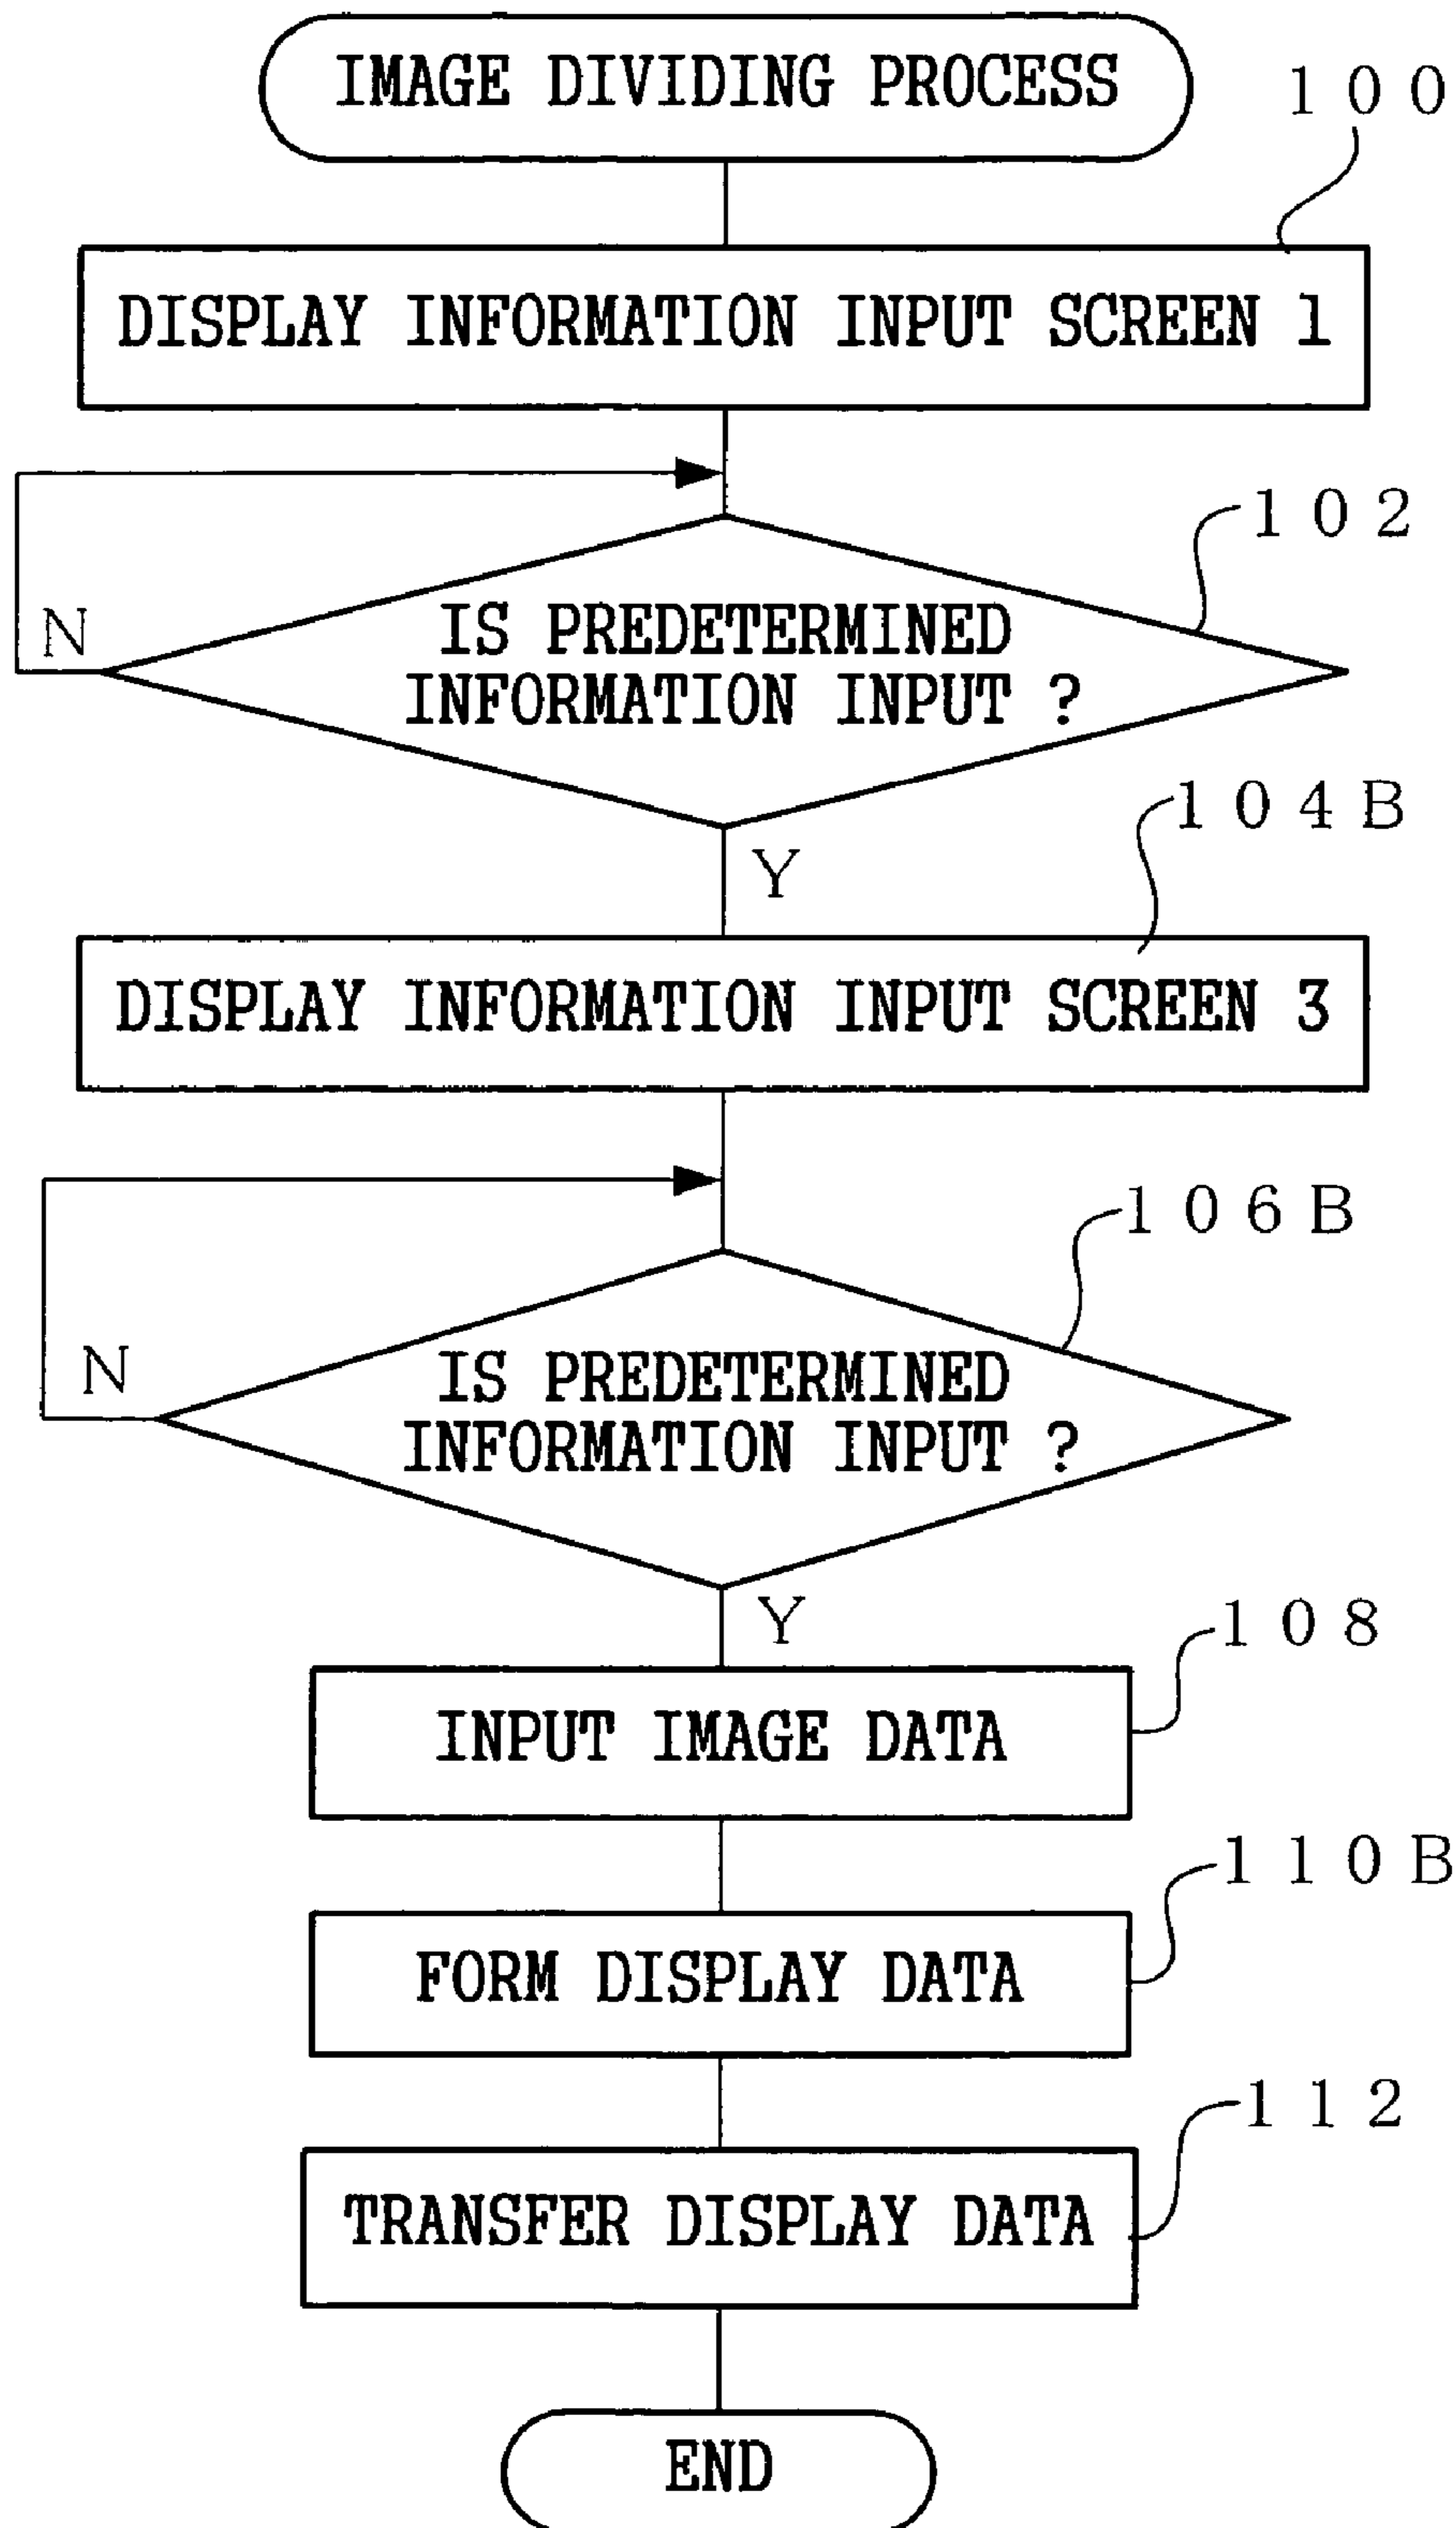 IMAGE DIVIDING PROCESS
100
DISPLAY INFORMATION INPUT SCREEN 1
102
N
IS PREDETERMINED
INFORMATION INPUT ?
104B
Y
DISPLAY INFORMATION INPUT SCREEN 3
106B
N
IS PREDETERMINED
INFORMATION INPUT ?
Y
108
INPUT IMAGE DATA
110B
FORM DISPLAY DATA
112
TRANSFER DISPLAY DATA
END